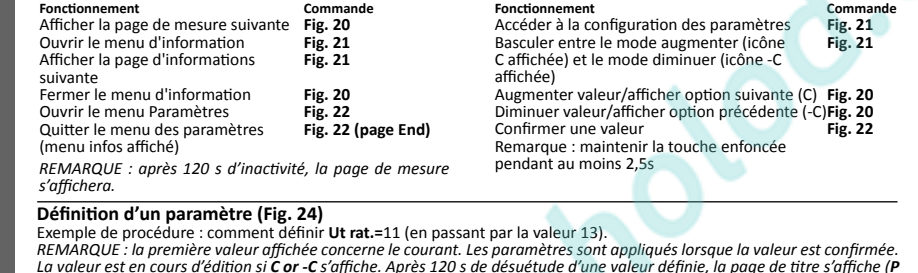 Fonctionnement Commande
Afficher la page de mesure suivante Fig. 20
Ouvrir le menu d'information Fig. 21
Afficher la page d'informations Fig. 21
suivante
Fermer le menu d'information Fig. 20
Ouvrir le menu Paramètres Fig. 22
Quitter le menu des paramètres Fig. 22 (page End)
(menu infos affiché)
REMARQUE : après 120 s d'inactivité, la page de mesure
s'affichera.
Fonctionnement Commande
Accéder à la configuration des paramètres Fig. 21
Basculer entre le mode augmenter (icône Fig. 21
C affichée) et le mode diminuer (icône -C
affichée)
Augmenter valeur/afficher option suivante (C) Fig. 20
Diminuer valeur/afficher option précédente (-C)Fig. 20
Confirmer une valeur Fig. 22
Remarque : maintenir la touche enfoncée
pendant au moins 2,5s
Définition d’un paramètre (Fig. 24)
Exemple de procédure : comment définir Ut rat.=11 (en passant par la valeur 13).
REMARQUE : la première valeur affichée concerne le courant. Les paramètres sont appliqués lorsque la valeur est confirmée.
La valeur est en cours d’édition si C or -C s’affiche. Après 120 s de désuétude d’une valeur définie, la page de titre s’affiche (P
holod.